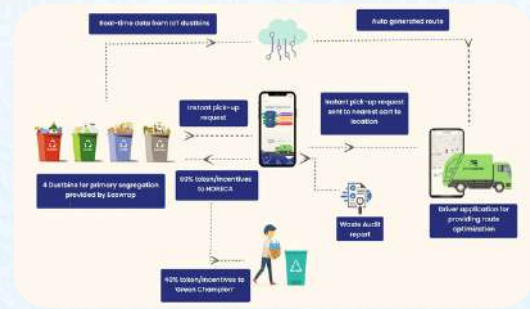 Real-time data from IoT dustbins
Auto generated route
Instant pick-up
request
Instant pick-up request
sent to nearest cart to
location
4 Dustbins for primary segregation
provided by Ecowrap
60% token/incentives
to HORECA
Waste Audit
report
Driver application for
providing route
optimization
40% token/incentives to
'Green Champion'